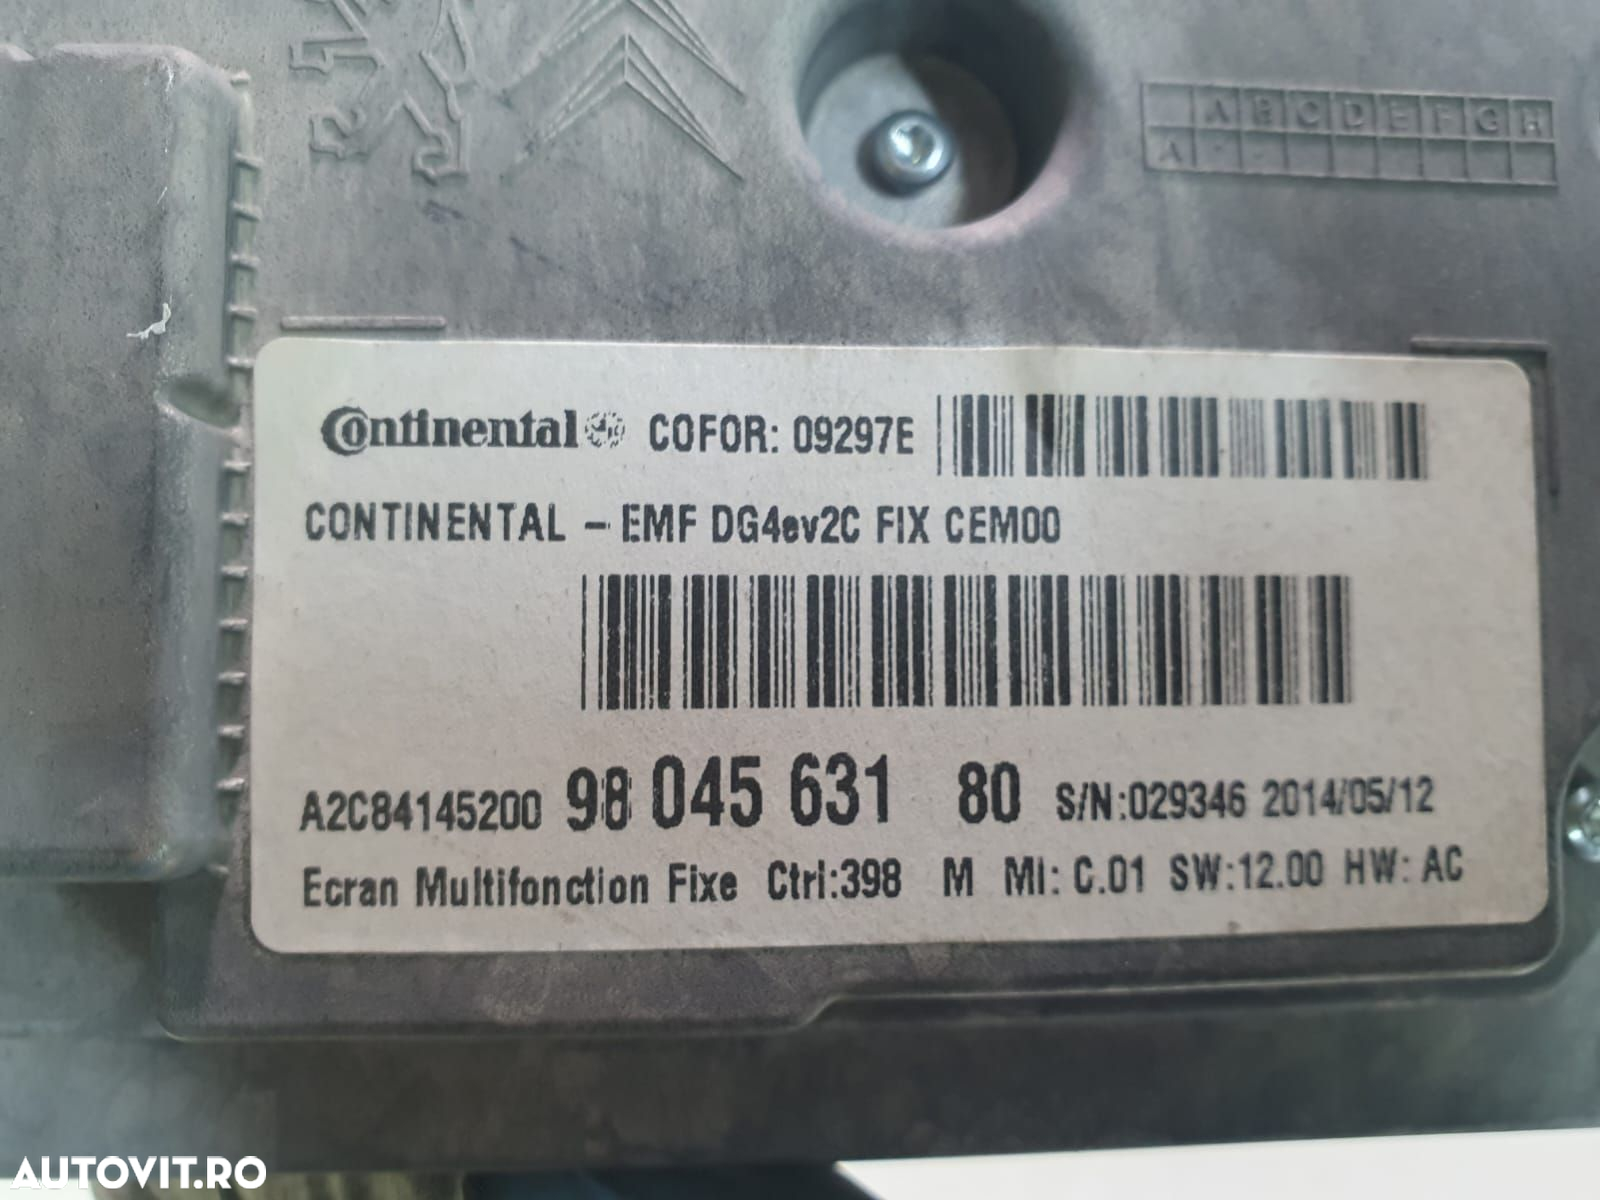 A B C D E F G H
A
Continental COFOR: 09297E
CONTINENTAL - EMF DG4ev2C FIX CEM00
A2C84145200 98 045 631 80 S/N:029346 2014/05/12
Ecran Multifonction Fixe Ctrl:398 M MI: C.01 SW:12.00 HW: AC
AUTOVIT.RO